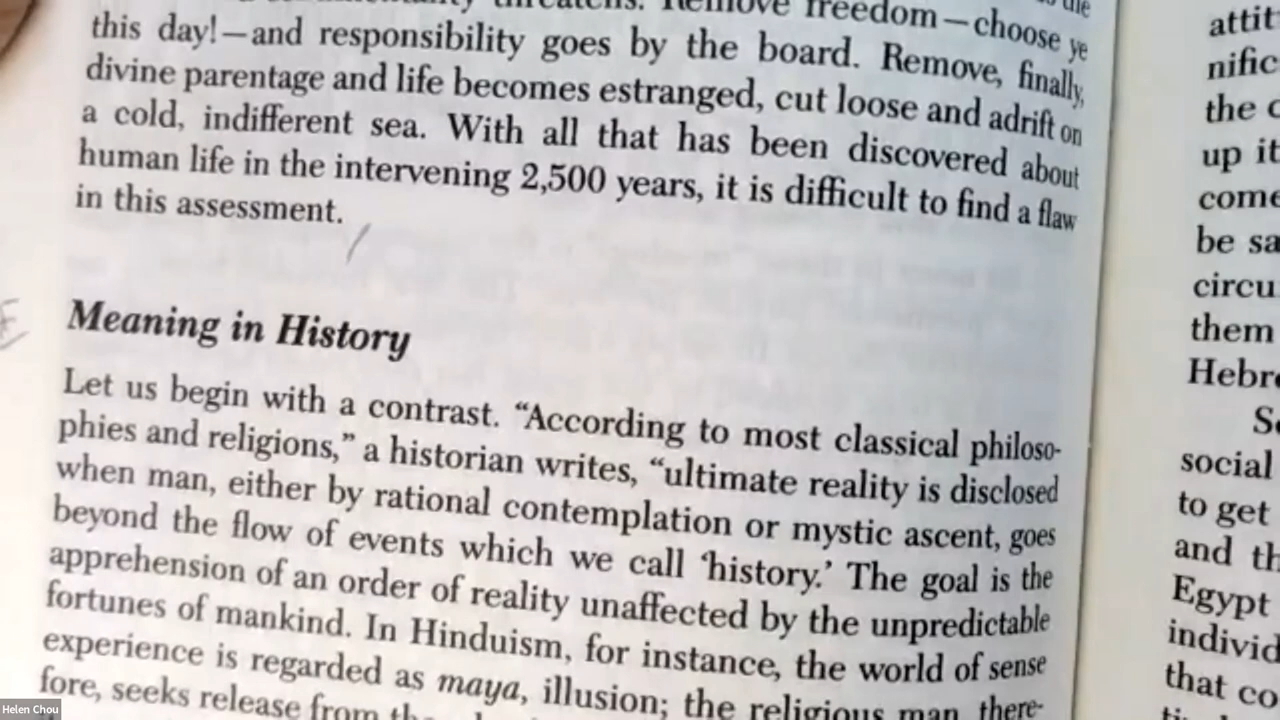 Remove freedom—choose ye
this day!—and responsibility goes by the board. Remove, finally,
divine parentage and life becomes estranged, cut loose and adrift on
a cold, indifferent sea. With all that has been discovered about
human life in the intervening 2,500 years, it is difficult to find a flaw
in this assessment.
Meaning in History
Let us begin with a contrast. “According to most classical philoso-
phies and religions,” a historian writes, “ultimate reality is disclosed
when man, either by rational contemplation or mystic ascent, goes
beyond the flow of events which we call ‘history.’ The goal is the
apprehension of an order of reality unaffected by the unpredictable
fortunes of mankind. In Hinduism, for instance, the world of sense
experience is regarded as maya, illusion; the religious man, there-
fore, seeks release from
attit
nific
the
up it
come
be sa
circu
them
Hebr
social
to get
and th
Egypt
individ
that co
Helen Chou